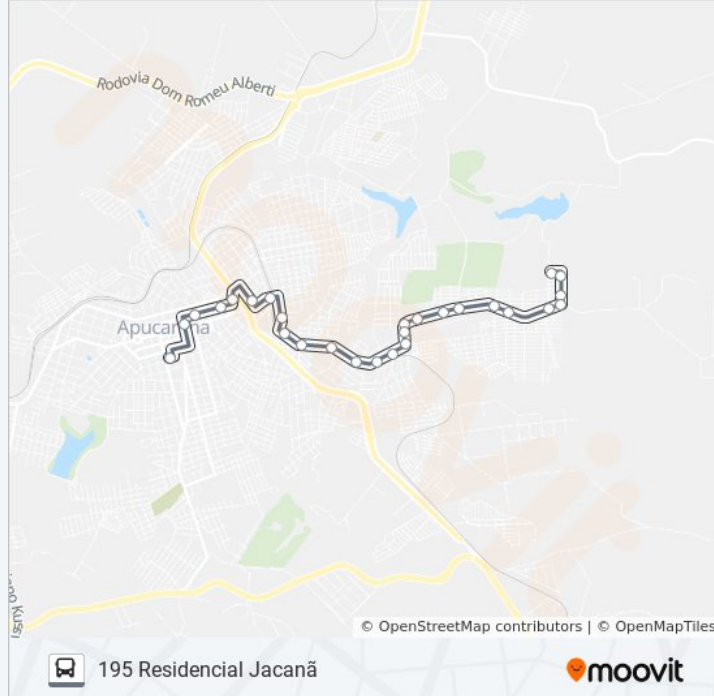 Rodovia Dom Romeu Alberti
Apucarana
© OpenStreetMap contributors | © OpenMapTiles
195 Residencial Jacanã
moovit